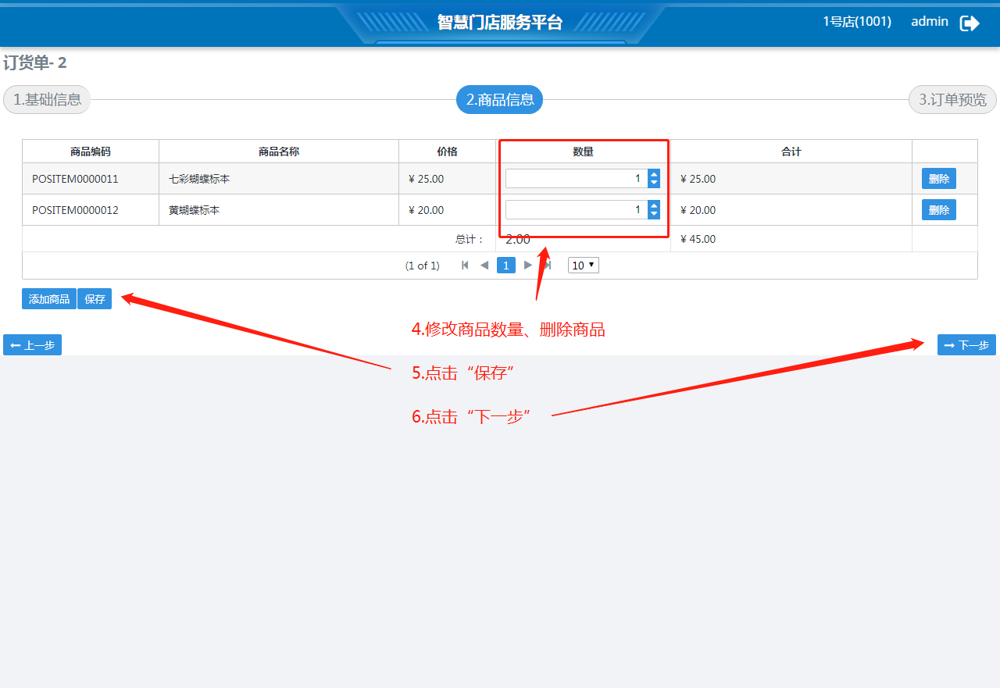 智慧门店服务平台
1号店(1001) admin
订货单- 2
1.基础信息 2.商品信息 3.订单预览
商品编码 商品名称 价格 数量 合计
POSITEM0000011 七彩蝴蝶标本 ¥ 25.00 1 ¥ 25.00 删除
POSITEM0000012 黄蝴蝶标本 ¥ 20.00 1 ¥ 20.00 删除
总计： 2.00 ¥ 45.00
(1 of 1) 1 10
添加商品 保存
4.修改商品数量、删除商品
上一步 下一步
5.点击“保存”
6.点击“下一步”